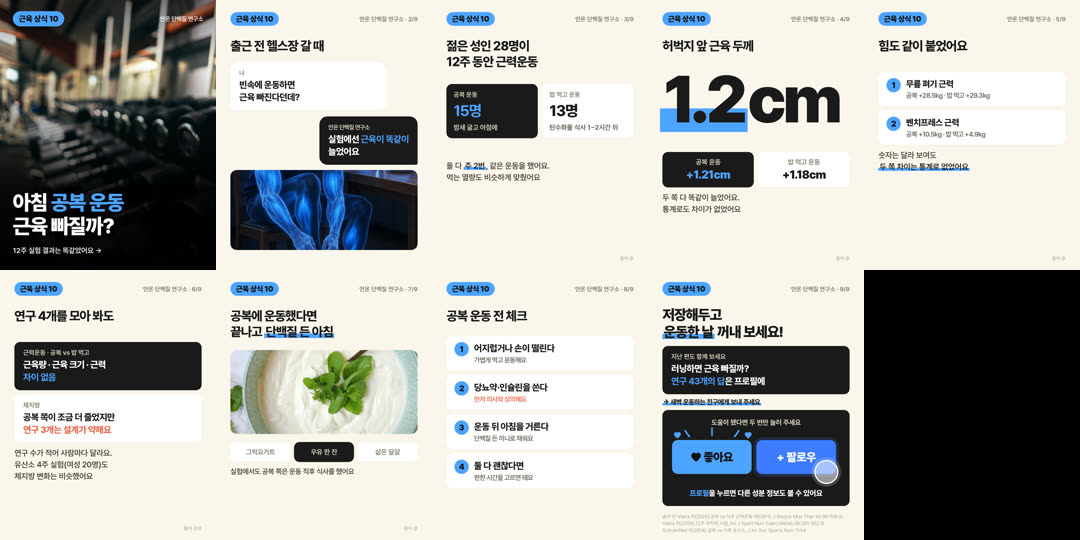 근육 상식 10
안온 단백질 연구소
아침 공복 운동
근육 빠질까?
12주 실험 결과는 똑같았어요 →
근육 상식 10
안온 단백질 연구소 · 2/9
출근 전 헬스장 갈 때
나
빈속에 운동하면
근육 빠진다던데?
안온 단백질 연구소
실험에선 근육이 똑같이
늘었어요
출처 ①
근육 상식 10
안온 단백질 연구소 · 3/9
젊은 성인 28명이
12주 동안 근력운동
공복 운동
15명
밤새 굶고 아침에
밥 먹고 운동
13명
탄수화물 식사 1~2시간 뒤
둘 다 주 2번, 같은 운동을 했어요.
먹는 열량도 비슷하게 맞췄어요
출처 ①
근육 상식 10
안온 단백질 연구소 · 4/9
허벅지 앞 근육 두께
1.2cm
공복 운동
+1.21cm
밥 먹고 운동
+1.18cm
두 쪽 다 똑같이 늘었어요.
통계로도 차이가 없었어요
출처 ①
근육 상식 10
안온 단백질 연구소 · 5/9
힘도 같이 붙었어요
1 무릎 펴기 근력
공복 +28.5kg · 밥 먹고 +29.3kg
2 벤치프레스 근력
공복 +10.5kg · 밥 먹고 +4.9kg
숫자는 달라 보여도
두 쪽 차이는 통계로 없었어요
출처 ①
근육 상식 10
안온 단백질 연구소 · 6/9
연구 4개를 모아 봐도
근력운동 · 공복 vs 밥 먹고
근육량 · 근육 크기 · 근력
차이 없음
체지방
공복 쪽이 조금 더 줄었지만
연구 3개는 설계가 약해요
연구 수가 적어 사람마다 달라요.
유산소 4주 실험(여성 20명)도
체지방 변화는 비슷했어요
근육 상식 10
안온 단백질 연구소 · 7/9
공복에 운동했다면
끝나고 단백질 든 아침
그릭요거트
우유 한 잔
삶은 달걀
실험에서도 공복 쪽은 운동 직후 식사를 했어요
출처 ①
근육 상식 10
안온 단백질 연구소 · 8/9
공복 운동 전 체크
1 어지럽거나 손이 떨린다
가볍게 먹고 운동해요
2 당뇨약·인슐린을 쓴다
먼저 의사와 상의해요
3 운동 뒤 아침을 거른다
단백질 든 끼니로 채워요
4 둘 다 괜찮다면
편한 시간을 고르면 돼요
근육 상식 10
안온 단백질 연구소 · 9/9
저장해두고
운동한 날 꺼내 보세요!
지난 편도 함께 보세요
러닝하면 근육 빠질까?
연구 43개의 답은 프로필에
✈ 새벽 운동하는 친구에게 보내 주세요
도움이 됐다면 두 번만 눌러 주세요
♥ 좋아요
+ 팔로우
프로필을 누르면 다른 성분 정보도 볼 수 있어요